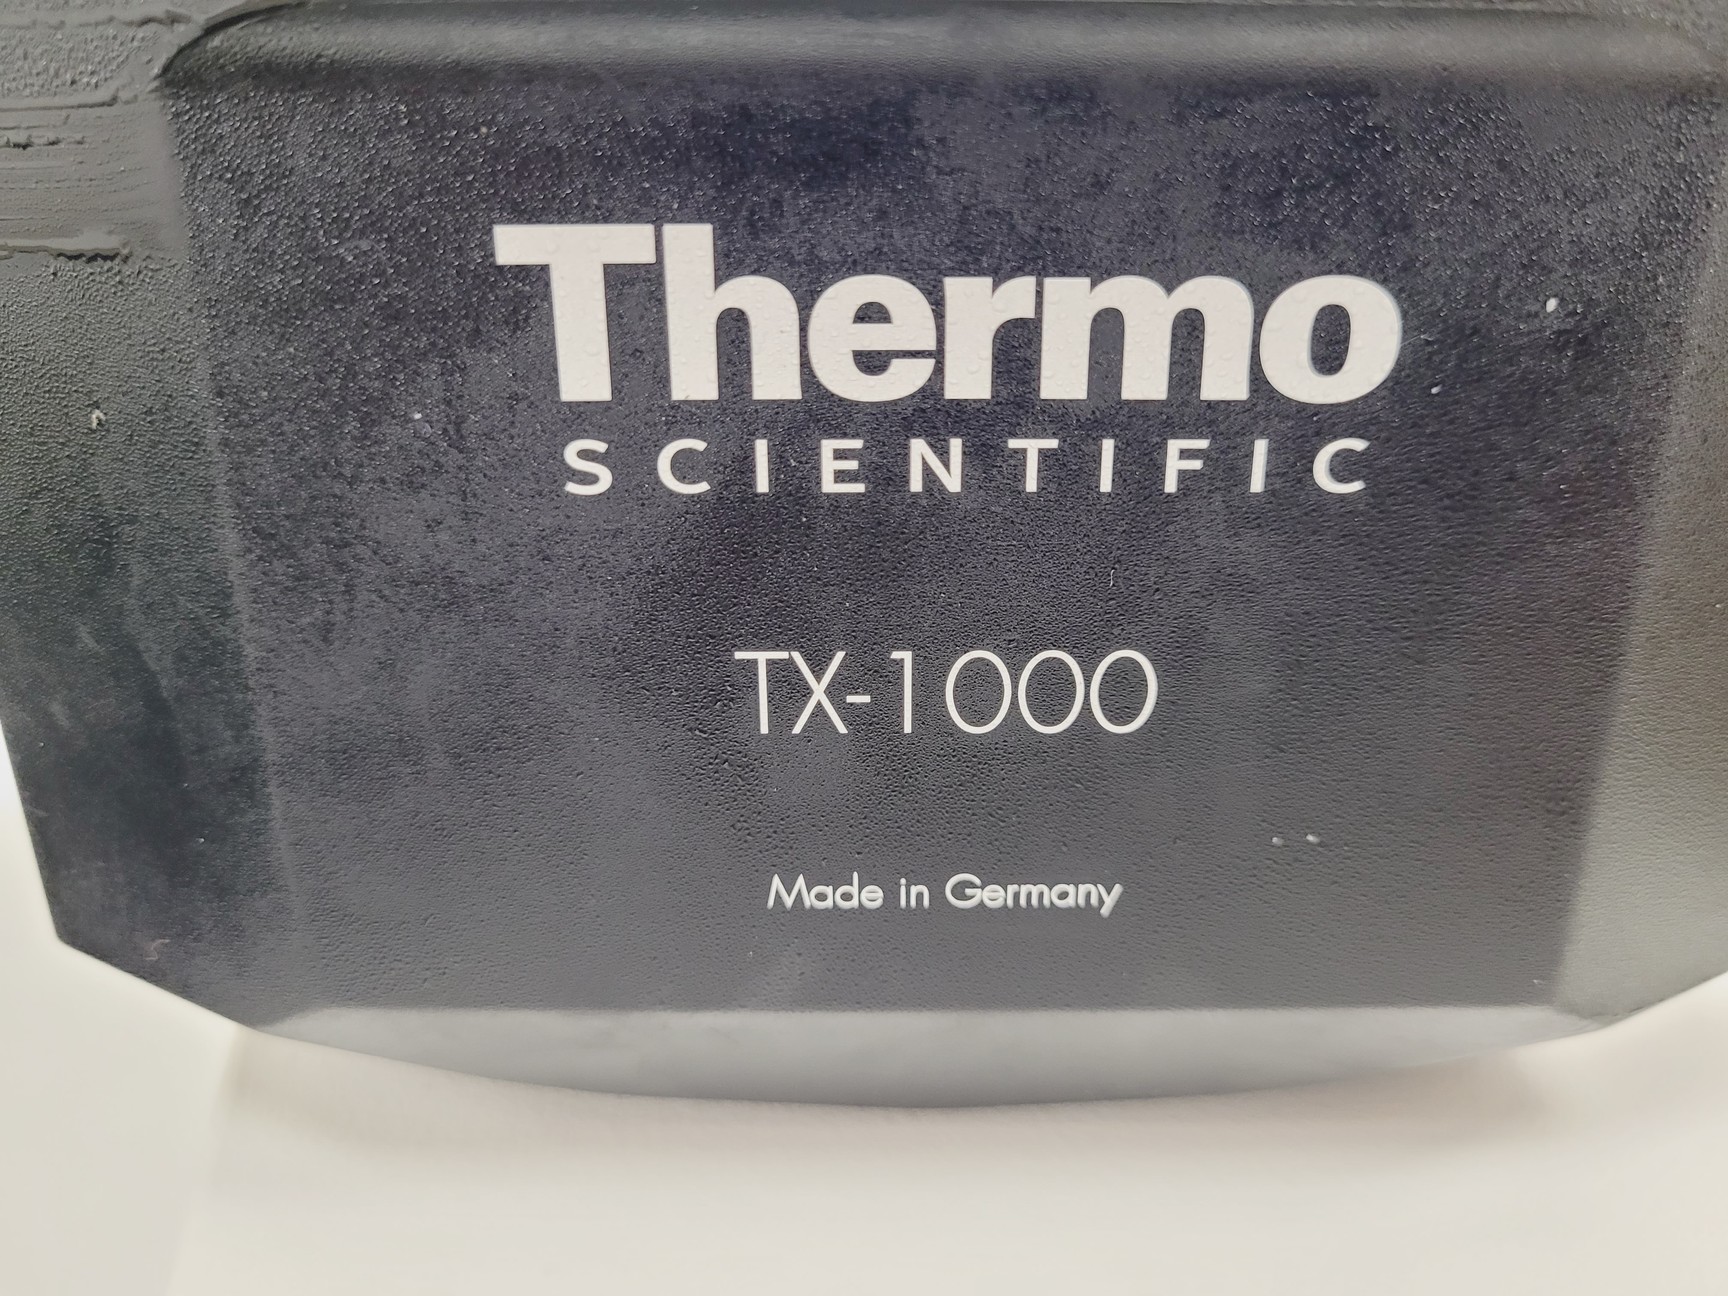 Thermo
SCIENTIFIC
TX-1000
Made in Germany